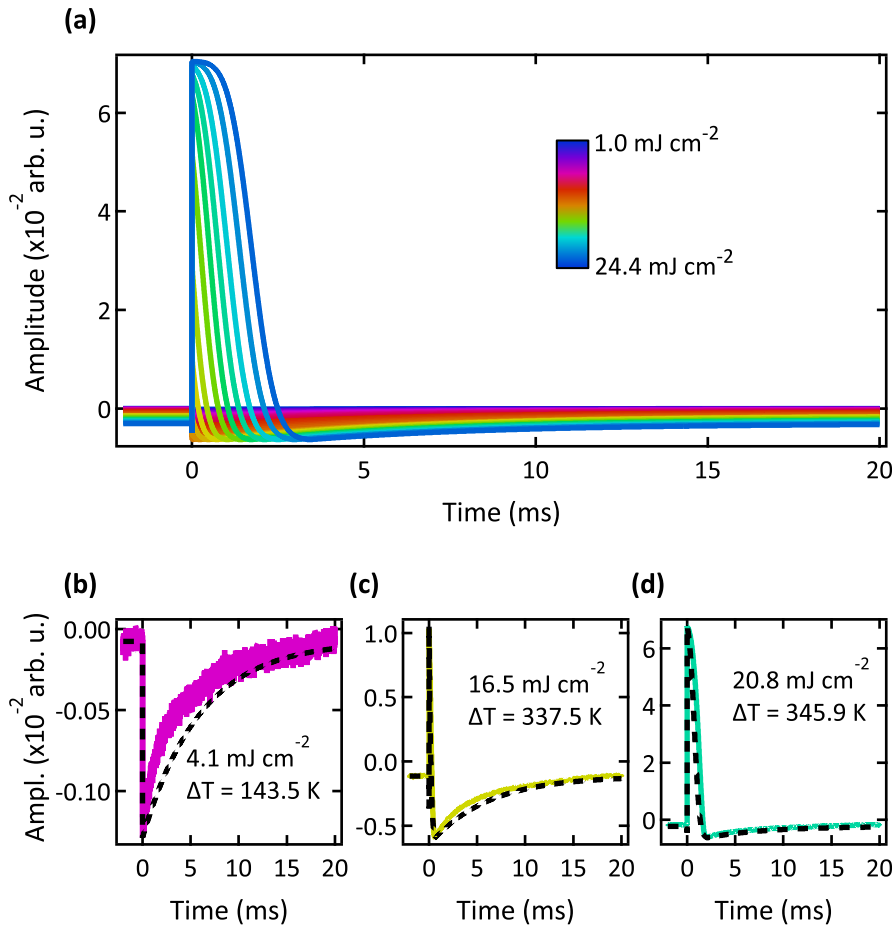 (a)
Amplitude (x10⁻² arb. u.)
6
4
2
0
1.0 mJ cm⁻²
24.4 mJ cm⁻²
0 5 10 15 20
Time (ms)
(b)
Ampl. (x10⁻² arb. u.)
0.00
-0.05
-0.10
4.1 mJ cm⁻²
ΔT = 143.5 K
0 5 10 15 20
Time (ms)
(c)
1.0
0.5
0.0
-0.5
16.5 mJ cm⁻²
ΔT = 337.5 K
0 5 10 15 20
Time (ms)
(d)
6
4
2
0
20.8 mJ cm⁻²
ΔT = 345.9 K
0 5 10 15 20
Time (ms)